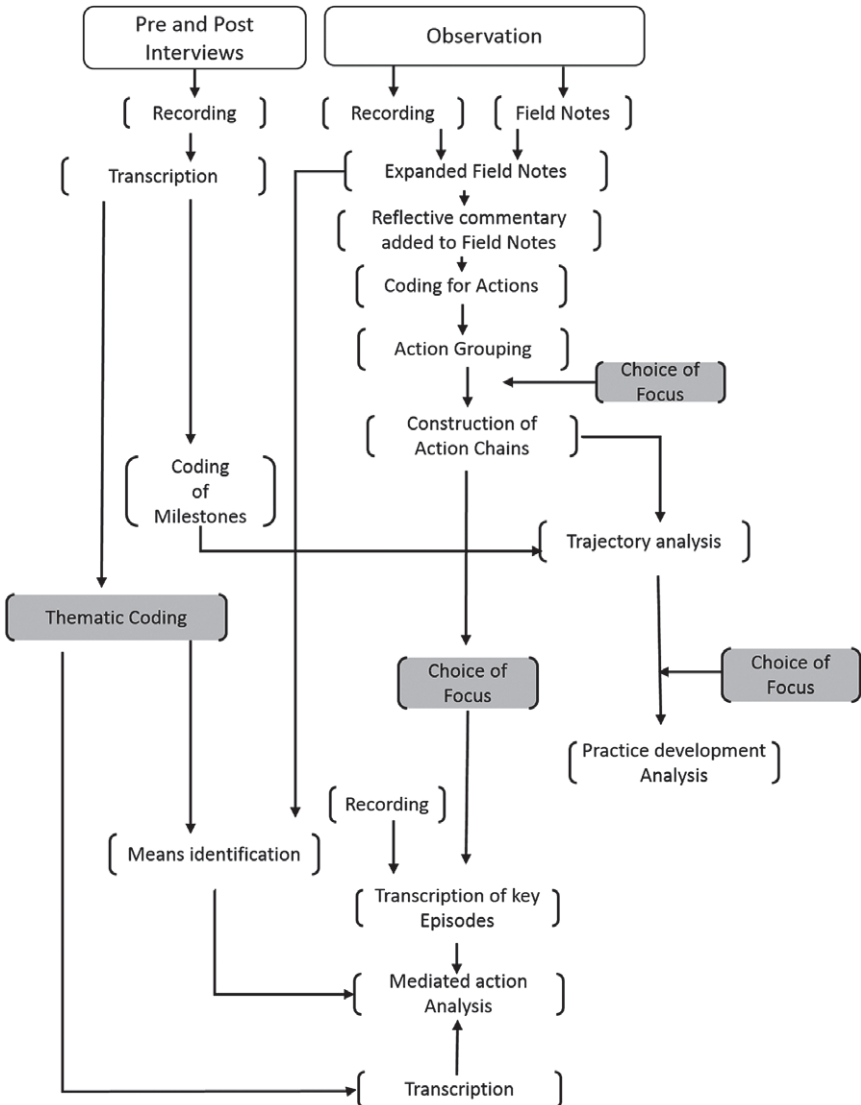 Pre and Post
Interviews
Observation
Recording
Recording
Field Notes
Transcription
Expanded Field Notes
Reflective commentary
added to Field Notes
Coding for Actions
Action Grouping
Choice of
Focus
Construction of
Action Chains
Coding
of
Milestones
Trajectory analysis
Thematic Coding
Choice of
Focus
Choice of
Focus
Practice development
Analysis
Recording
Means identification
Transcription of key
Episodes
Mediated action
Analysis
Transcription